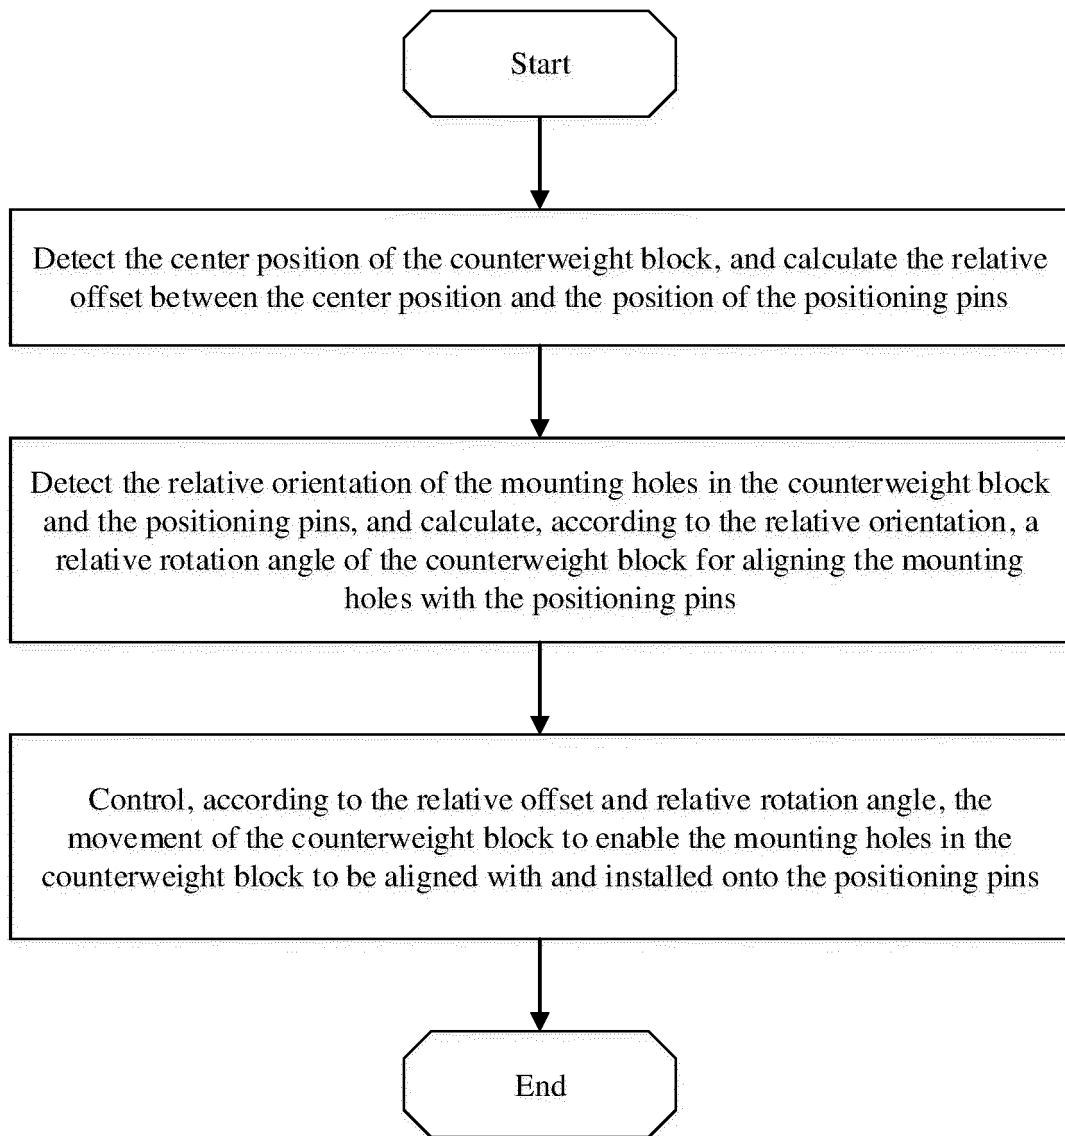 Start
Detect the center position of the counterweight block, and calculate the relative
offset between the center position and the position of the positioning pins
Detect the relative orientation of the mounting holes in the counterweight block
and the positioning pins, and calculate, according to the relative orientation, a
relative rotation angle of the counterweight block for aligning the mounting
holes with the positioning pins
Control, according to the relative offset and relative rotation angle, the
movement of the counterweight block to enable the mounting holes in the
counterweight block to be aligned with and installed onto the positioning pins
End